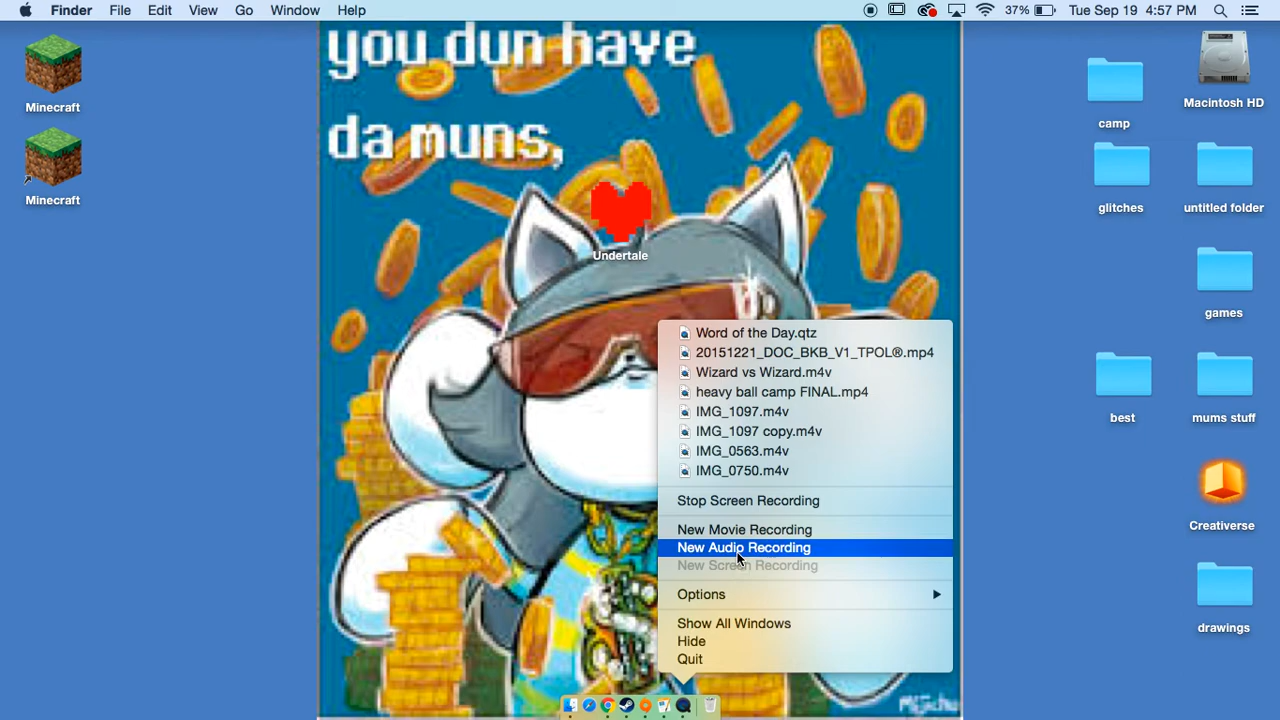 Finder File Edit View Go Window Help 37% Tue Sep 19 4:57 PM
you dun have
da muns,
Minecraft
Minecraft
Undertale
camp
Macintosh HD
glitches
untitled folder
games
best
mums stuff
Creativerse
drawings
Word of the Day.qtz
20151221_DOC_BKB_V1_TPOL®.mp4
Wizard vs Wizard.m4v
heavy ball camp FINAL.mp4
IMG_1097.m4v
IMG_1097 copy.m4v
IMG_0563.m4v
IMG_0750.m4v
Stop Screen Recording
New Movie Recording
New Audio Recording
New Screen Recording
Options
Show All Windows
Hide
Quit